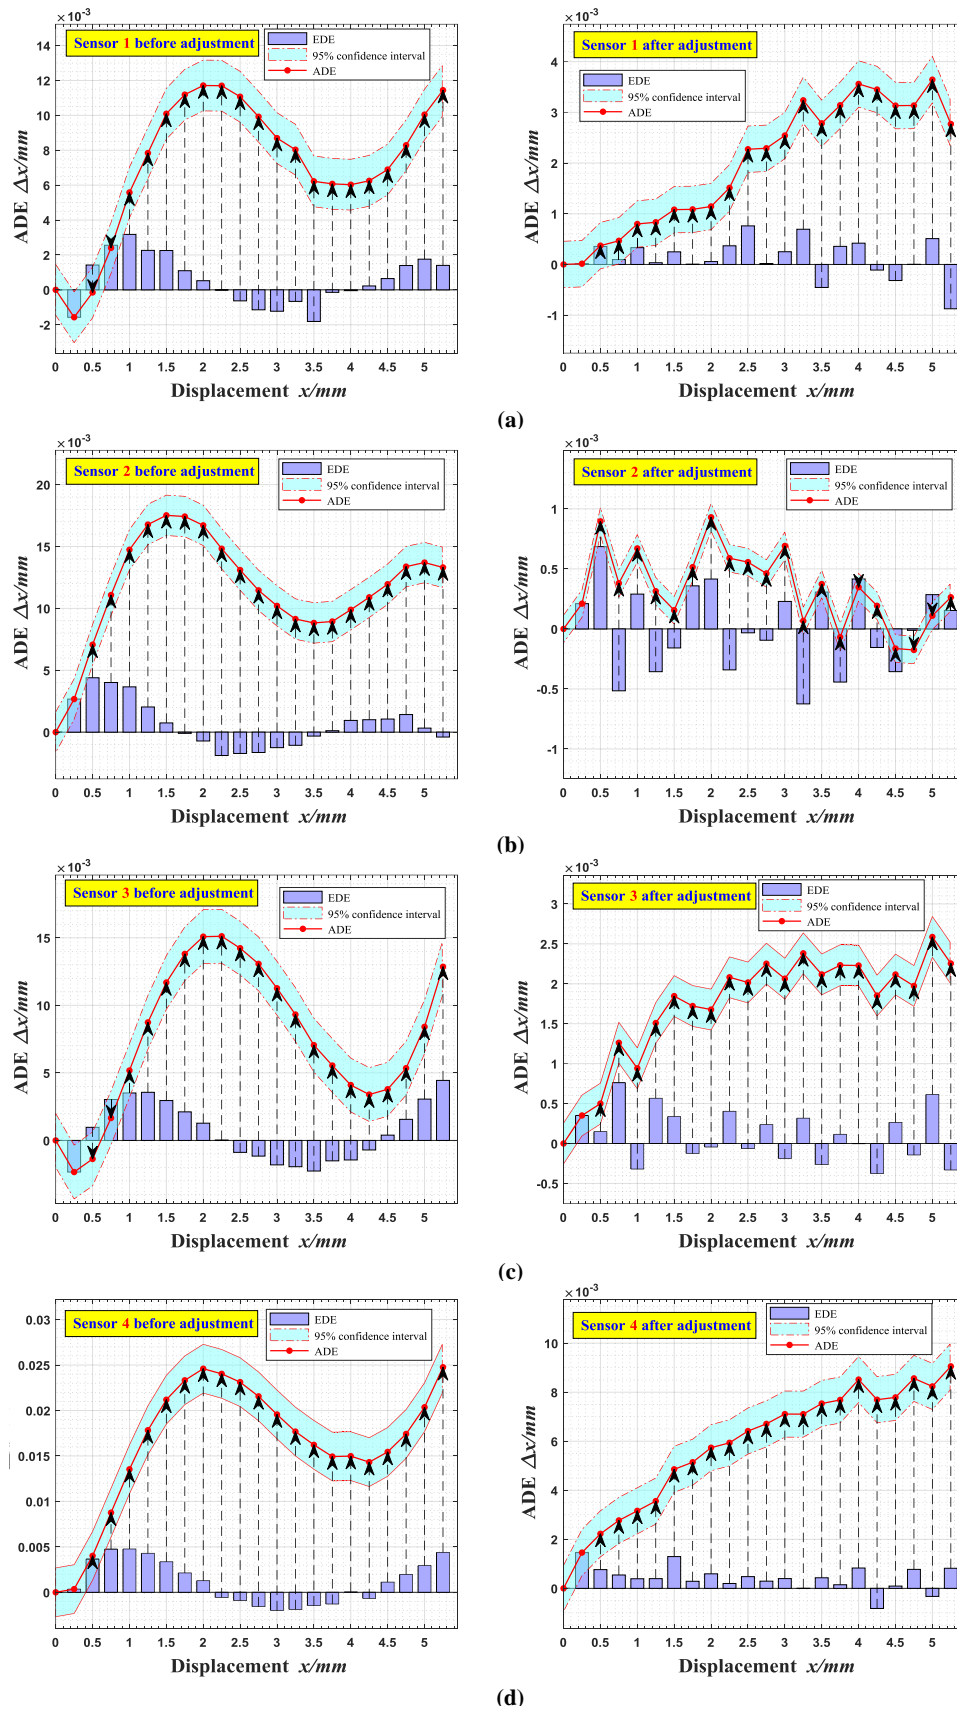 ×10⁻³
Sensor 1 before adjustment
EDE
95% confidence interval
ADE
14
12
10
8
6
4
2
0
-2
ADE Δx/mm
0 0.5 1 1.5 2 2.5 3 3.5 4 4.5 5
Displacement x/mm
×10⁻³
Sensor 1 after adjustment
EDE
95% confidence interval
ADE
4
3
2
1
0
-1
ADE Δx/mm
0 0.5 1 1.5 2 2.5 3 3.5 4 4.5 5
Displacement x/mm
(a)
×10⁻³
Sensor 2 before adjustment
EDE
95% confidence interval
ADE
20
15
10
5
0
ADE Δx/mm
0 0.5 1 1.5 2 2.5 3 3.5 4 4.5 5
Displacement x/mm
×10⁻³
Sensor 2 after adjustment
EDE
95% confidence interval
ADE
1
0.5
0
-0.5
-1
ADE Δx/mm
0 0.5 1 1.5 2 2.5 3 3.5 4 4.5 5
Displacement x/mm
(b)
×10⁻³
Sensor 3 before adjustment
EDE
95% confidence interval
ADE
15
10
5
0
ADE Δx/mm
0 0.5 1 1.5 2 2.5 3 3.5 4 4.5 5
Displacement x/mm
×10⁻³
Sensor 3 after adjustment
EDE
95% confidence interval
ADE
3
2.5
2
1.5
1
0.5
0
-0.5
ADE Δx/mm
0 0.5 1 1.5 2 2.5 3 3.5 4 4.5 5
Displacement x/mm
(c)
Sensor 4 before adjustment
EDE
95% confidence interval
ADE
0.03
0.025
0.02
0.015
0.01
0.005
0
0 0.5 1 1.5 2 2.5 3 3.5 4 4.5 5
Displacement x/mm
×10⁻³
Sensor 4 after adjustment
EDE
95% confidence interval
ADE
10
8
6
4
2
0
ADE Δx/mm
0 0.5 1 1.5 2 2.5 3 3.5 4 4.5 5
Displacement x/mm
(d)